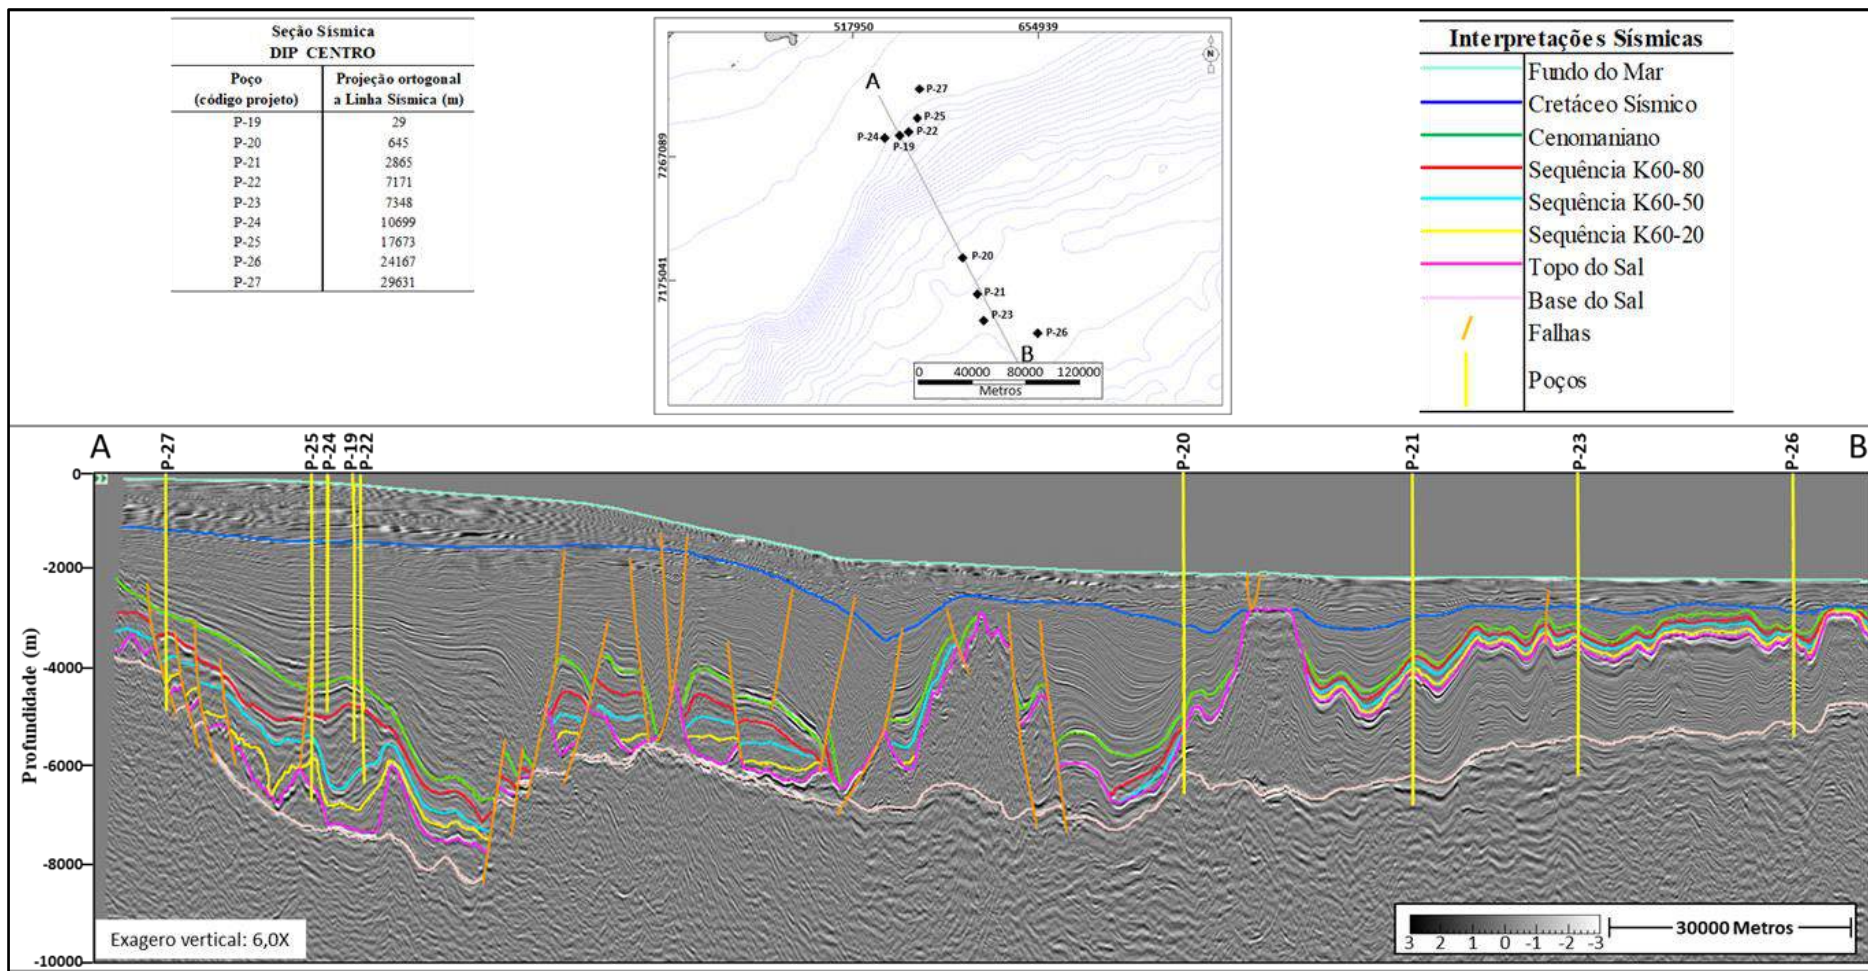 Seção Sísmica
DIP CENTRO
Poço Projeção ortogonal
(código projeto) a Linha Sísmica (m)
P-19 29
P-20 645
P-21 2865
P-22 7171
P-23 7348
P-24 10699
P-25 17673
P-26 24167
P-27 29631
517950 654939
N
A
P-27
P-25
P-22
P-24
P-19
7267089
P-20
7175041
P-21
P-23
P-26
B
0 40000 80000 120000
Metros
Interpretações Sísmicas
Fundo do Mar
Cretáceo Sísmico
Cenomaniano
Sequência K60-80
Sequência K60-50
Sequência K60-20
Topo do Sal
Base do Sal
Falhas
Poços
A P-27 P-25 P-24 P-19 P-22 P-20 P-21 P-23 P-26 B
0
-2000
-4000
-6000
-8000
-10000
Profundidade (m)
Exagero vertical: 6,0X
3 2 1 0 -1 -2 -3
30000 Metros